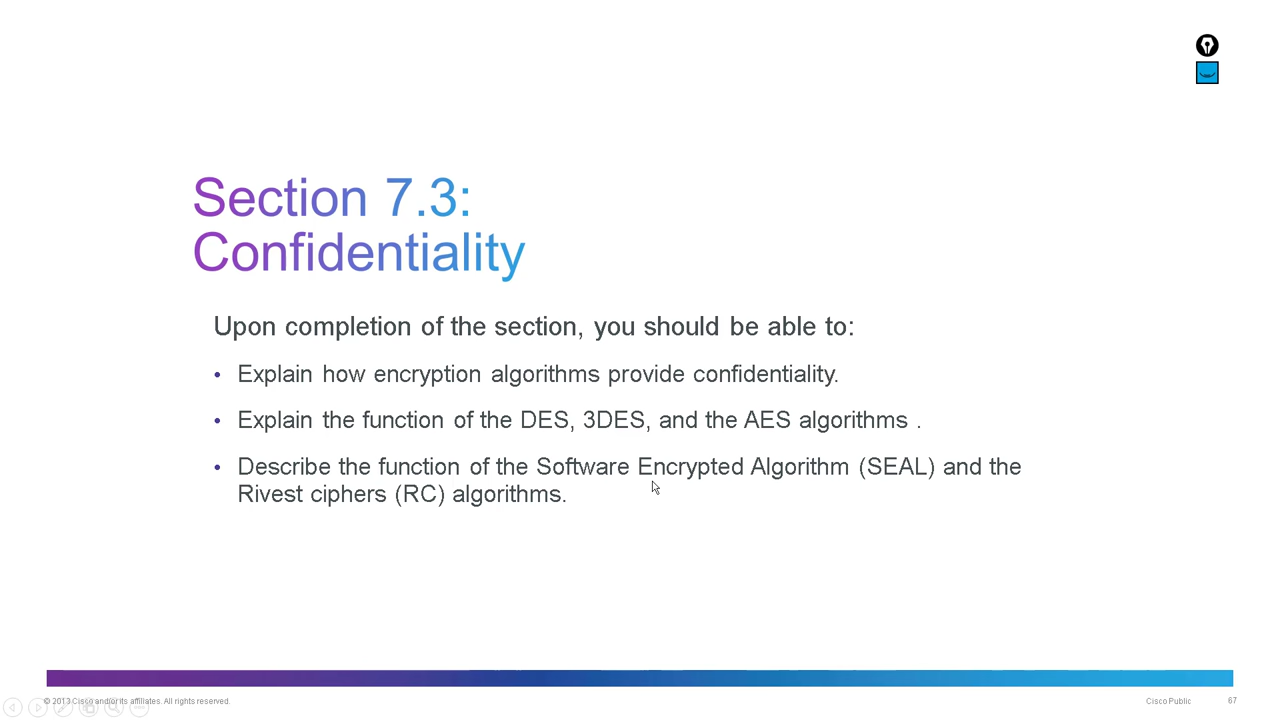 Section 7.3:
Confidentiality
Upon completion of the section, you should be able to:
• Explain how encryption algorithms provide confidentiality.
• Explain the function of the DES, 3DES, and the AES algorithms .
• Describe the function of the Software Encrypted Algorithm (SEAL) and the
Rivest ciphers (RC) algorithms.
© 2013 Cisco and/or its affiliates. All rights reserved.
Cisco Public
67